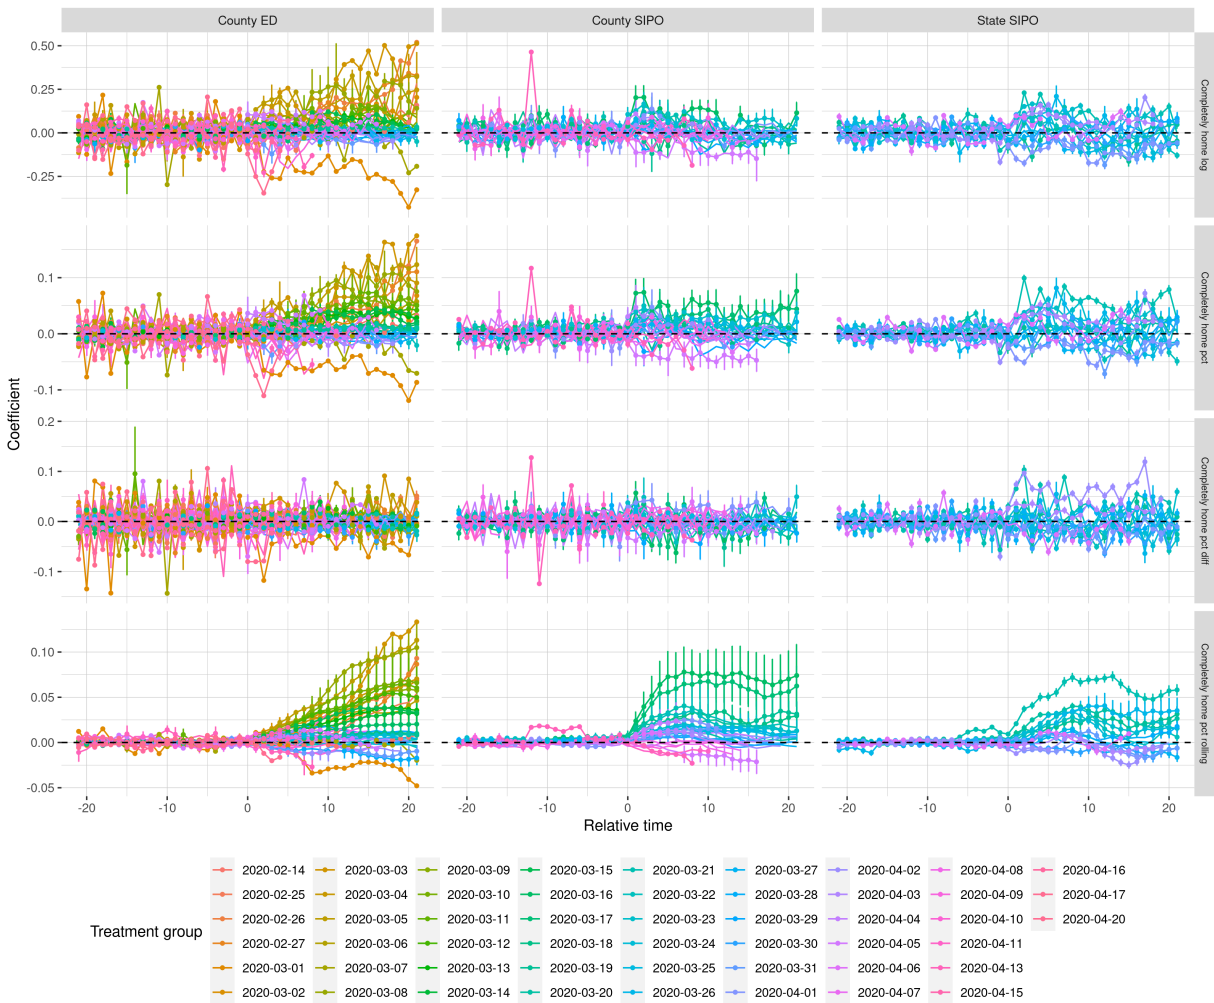 County ED County SIPO State SIPO
0.50
0.25
0.00
-0.25
Completely home log
0.1
0.0
-0.1
Completely home pct
0.2
0.1
0.0
-0.1
Completely home pct diff
0.10
0.05
0.00
-0.05
Completely home pct rolling
Coefficient
-20 -10 0 10 20 -20 -10 0 10 20 -20 -10 0 10 20
Relative time
Treatment group
2020-02-14 2020-03-03 2020-03-09 2020-03-15 2020-03-21 2020-03-27 2020-04-02 2020-04-08 2020-04-16
2020-02-25 2020-03-04 2020-03-10 2020-03-16 2020-03-22 2020-03-28 2020-04-03 2020-04-09 2020-04-17
2020-02-26 2020-03-05 2020-03-11 2020-03-17 2020-03-23 2020-03-29 2020-04-04 2020-04-10 2020-04-20
2020-02-27 2020-03-06 2020-03-12 2020-03-18 2020-03-24 2020-03-30 2020-04-05 2020-04-11
2020-03-01 2020-03-07 2020-03-13 2020-03-19 2020-03-25 2020-03-31 2020-04-06 2020-04-13
2020-03-02 2020-03-08 2020-03-14 2020-03-20 2020-03-26 2020-04-01 2020-04-07 2020-04-15